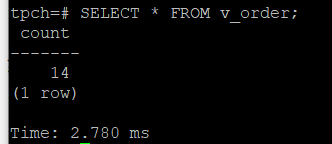 tpch=# SELECT * FROM v_order;
count
-------
14
(1 row)
Time: 2.780 ms